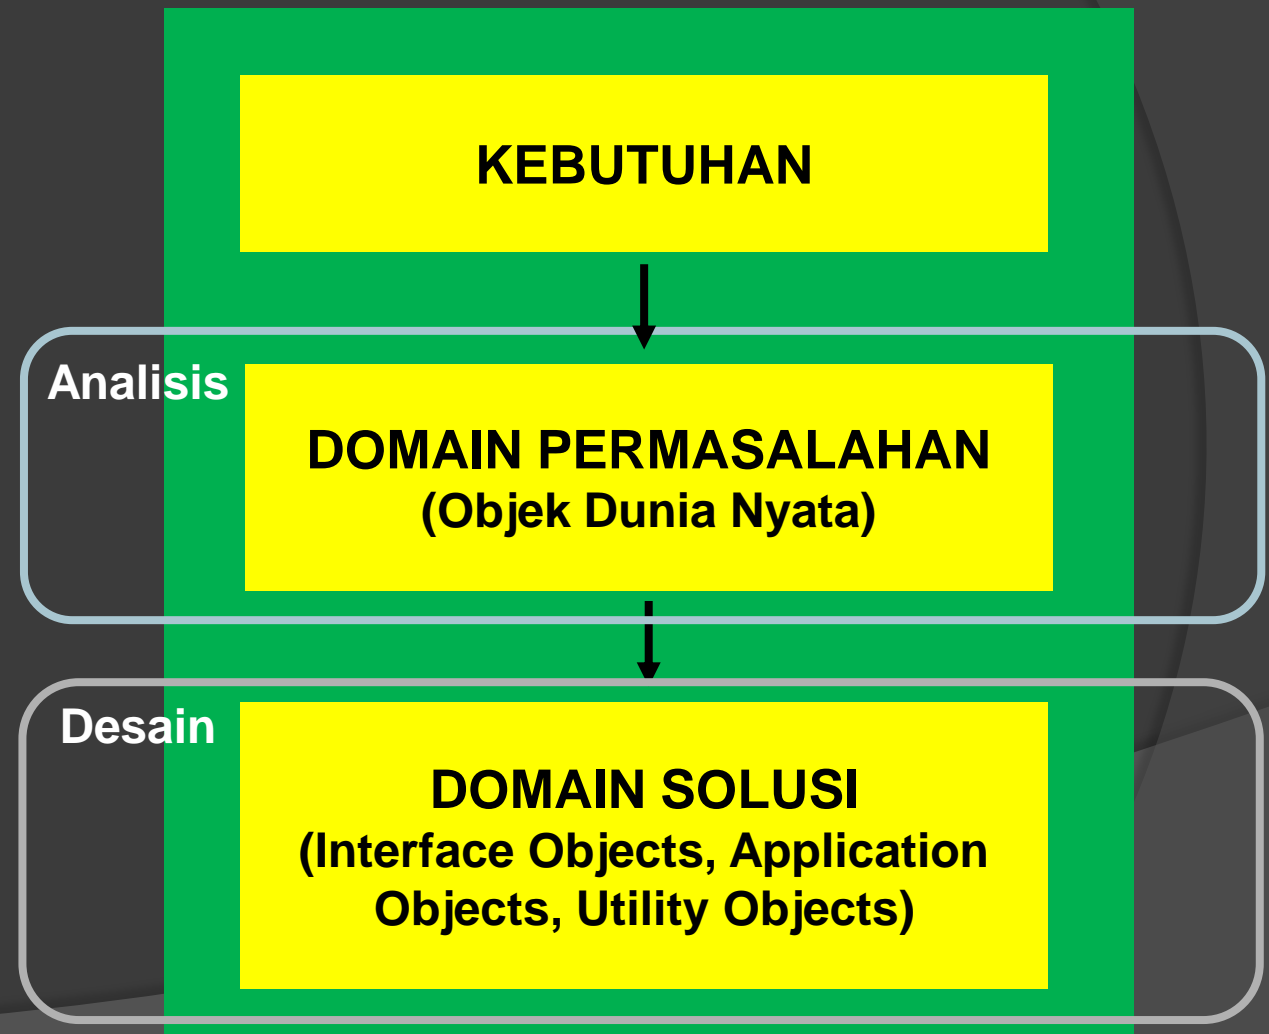 KEBUTUHAN
Analisis
DOMAIN PERMASALAHAN
(Objek Dunia Nyata)
Desain
DOMAIN SOLUSI
(Interface Objects, Application
Objects, Utility Objects)